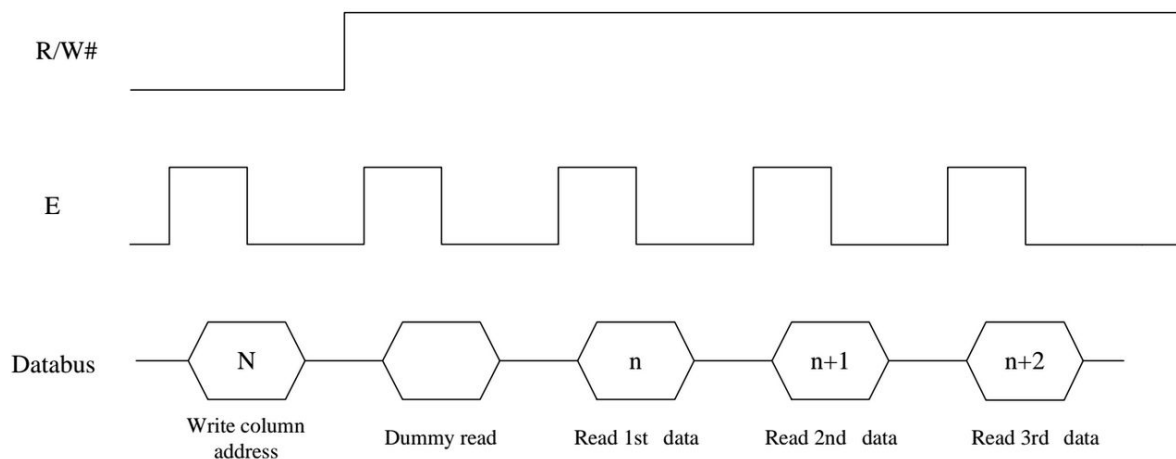 R/W#
E
Databus
N
n
n+1
n+2
Write column
address
Dummy read
Read 1st data
Read 2nd data
Read 3rd data